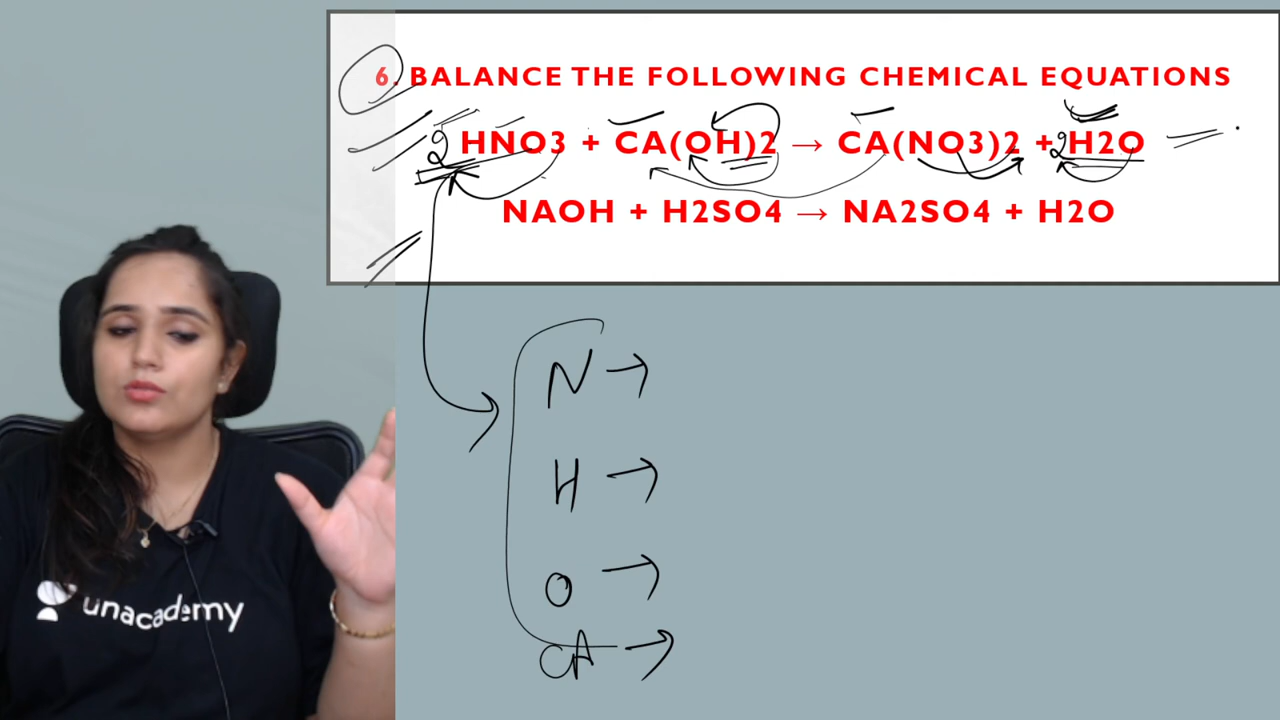 6. BALANCE THE FOLLOWING CHEMICAL EQUATIONS
2 HNO3 + CA(OH)2 → CA(NO3)2 + 2H2O
NAOH + H2SO4 → NA2SO4 + H2O
N →
H →
O →
CA →
unacademy